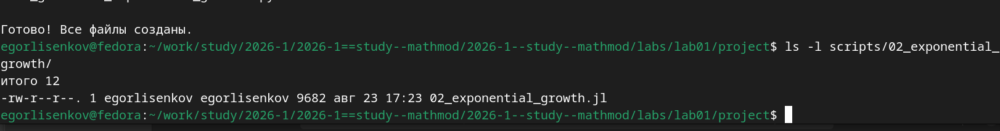 Готово! Все файлы созданы.
egorlisenkov@fedora:~/work/study/2026-1/2026-1==study--mathmod/2026-1--study--mathmod/labs/lab01/project$ ls -l scripts/02_exponential_
growth/
итого 12
-rw-r--r--. 1 egorlisenkov egorlisenkov 9682 авг 23 17:23 02_exponential_growth.jl
egorlisenkov@fedora:~/work/study/2026-1/2026-1==study--mathmod/2026-1--study--mathmod/labs/lab01/project$